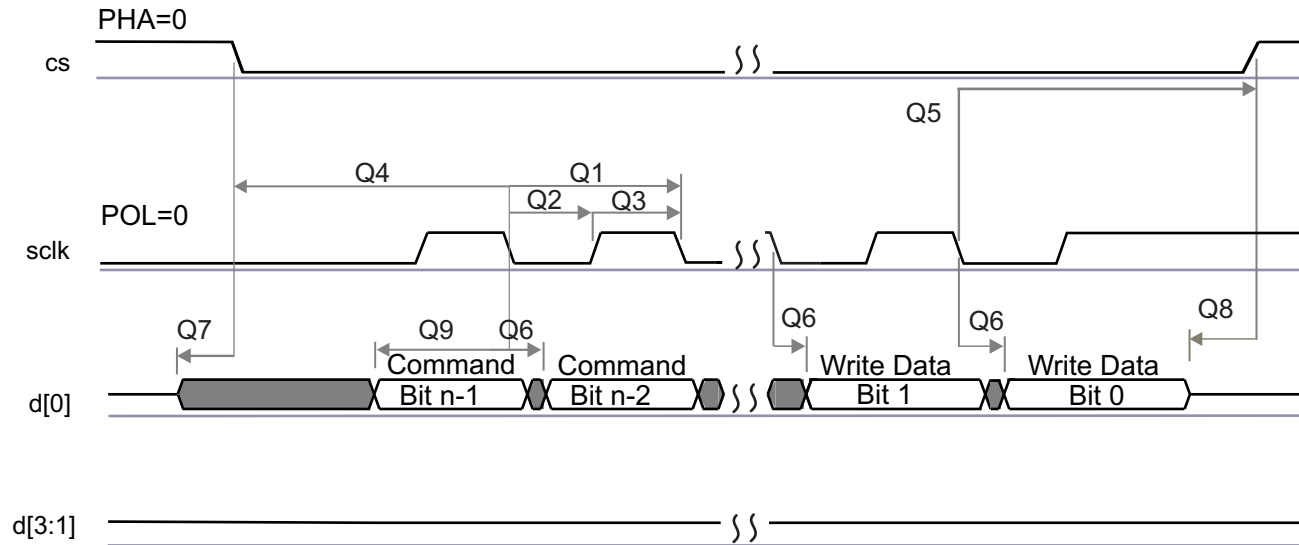 PHA=0
cs
Q5
Q4 Q1
Q2 Q3
POL=0
sclk
Q7 Q9 Q6 Q6 Q6 Q8
Command Command Write Data Write Data
d[0] Bit n-1 Bit n-2 Bit 1 Bit 0
d[3:1]